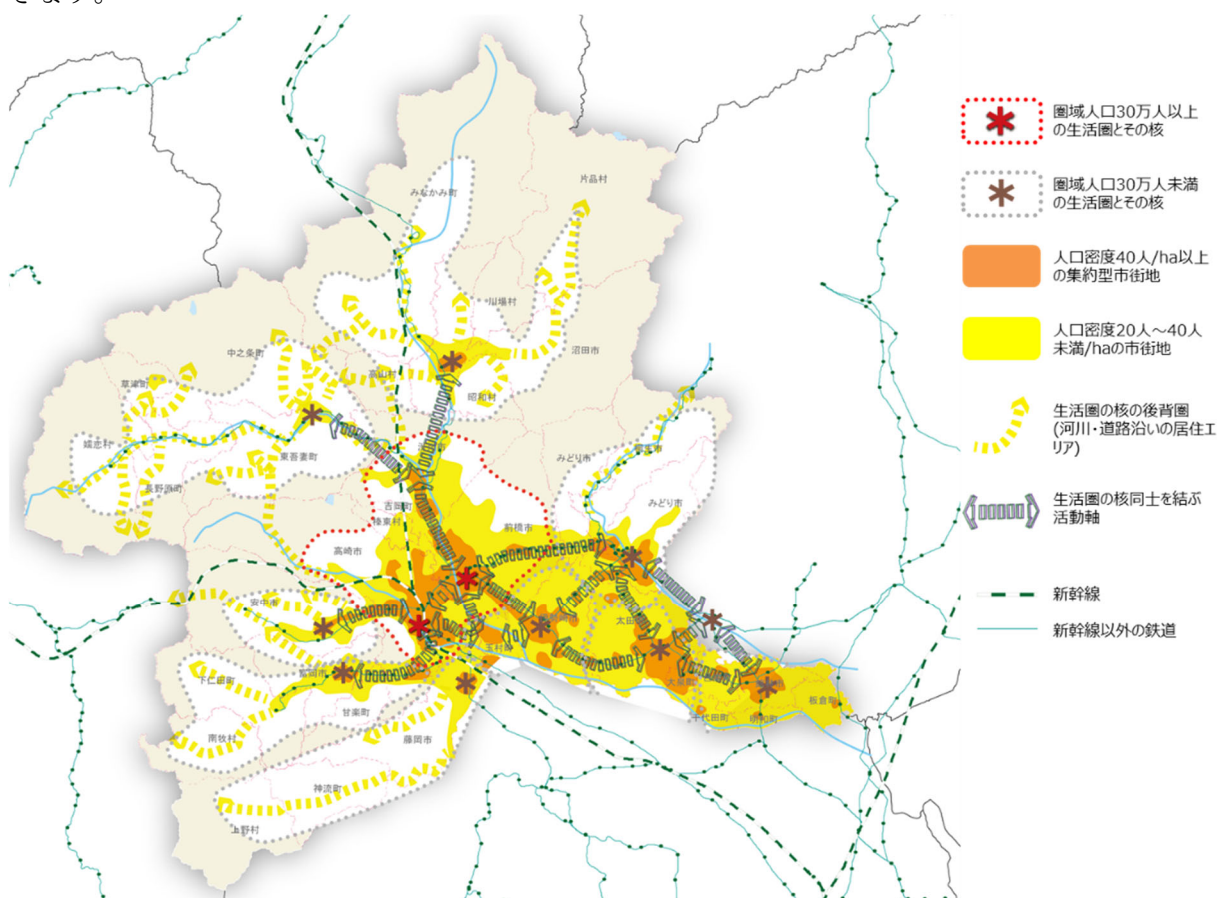 きます。
みなかみ町
片品村
川場村
沼田市
中之条町
高山村
昭和村
草津町
嬬恋村
東吾妻町
長野原町
みどり市
みどり市
吉岡町
榛東村
前橋市
高崎市
安中市
太田
玉村町
富岡市
下仁田町
甘楽町
大泉町
板倉町
千代田町
明和町
南牧村
藤岡市
神流町
上野村
圏域人口30万人以上
の生活圏とその核
圏域人口30万人未満
の生活圏とその核
人口密度40人/ha以上
の集約型市街地
人口密度20人～40人
未満/haの市街地
生活圏の核の後背圏
(河川・道路沿いの居住エ
リア)
生活圏の核同士を結ぶ
活動軸
新幹線
新幹線以外の鉄道